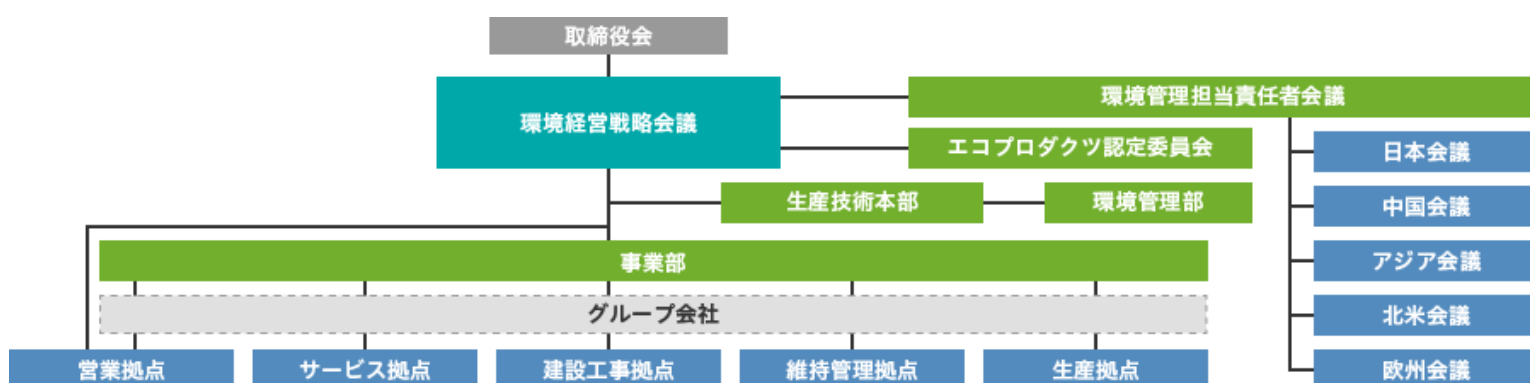 取締役会
環境経営戦略会議
環境管理担当責任者会議
エコプロダクツ認定委員会
日本会議
生産技術本部
環境管理部
中国会議
事業部
アジア会議
グループ会社
北米会議
営業拠点
サービス拠点
建設工事拠点
維持管理拠点
生産拠点
欧州会議